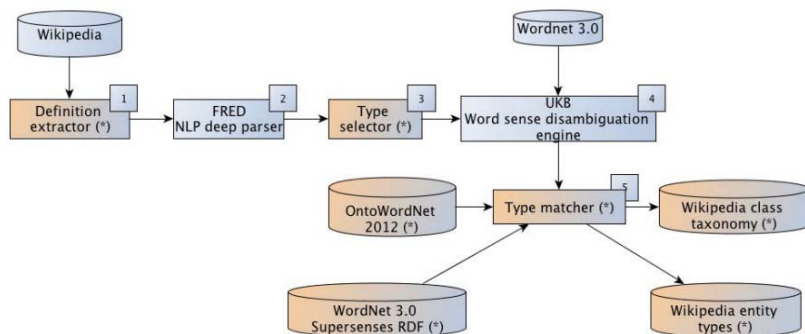 Wikipedia
Wordnet 3.0
1
Definition
extractor (*)
2
FRED
NLP deep parser
3
Type
selector (*)
4
UKB
Word sense disambiguation
engine
5
OntoWordNet
2012 (*)
Type matcher (*)
Wikipedia class
taxonomy (*)
WordNet 3.0
Supersenses RDF (*)
Wikipedia entity
types (*)